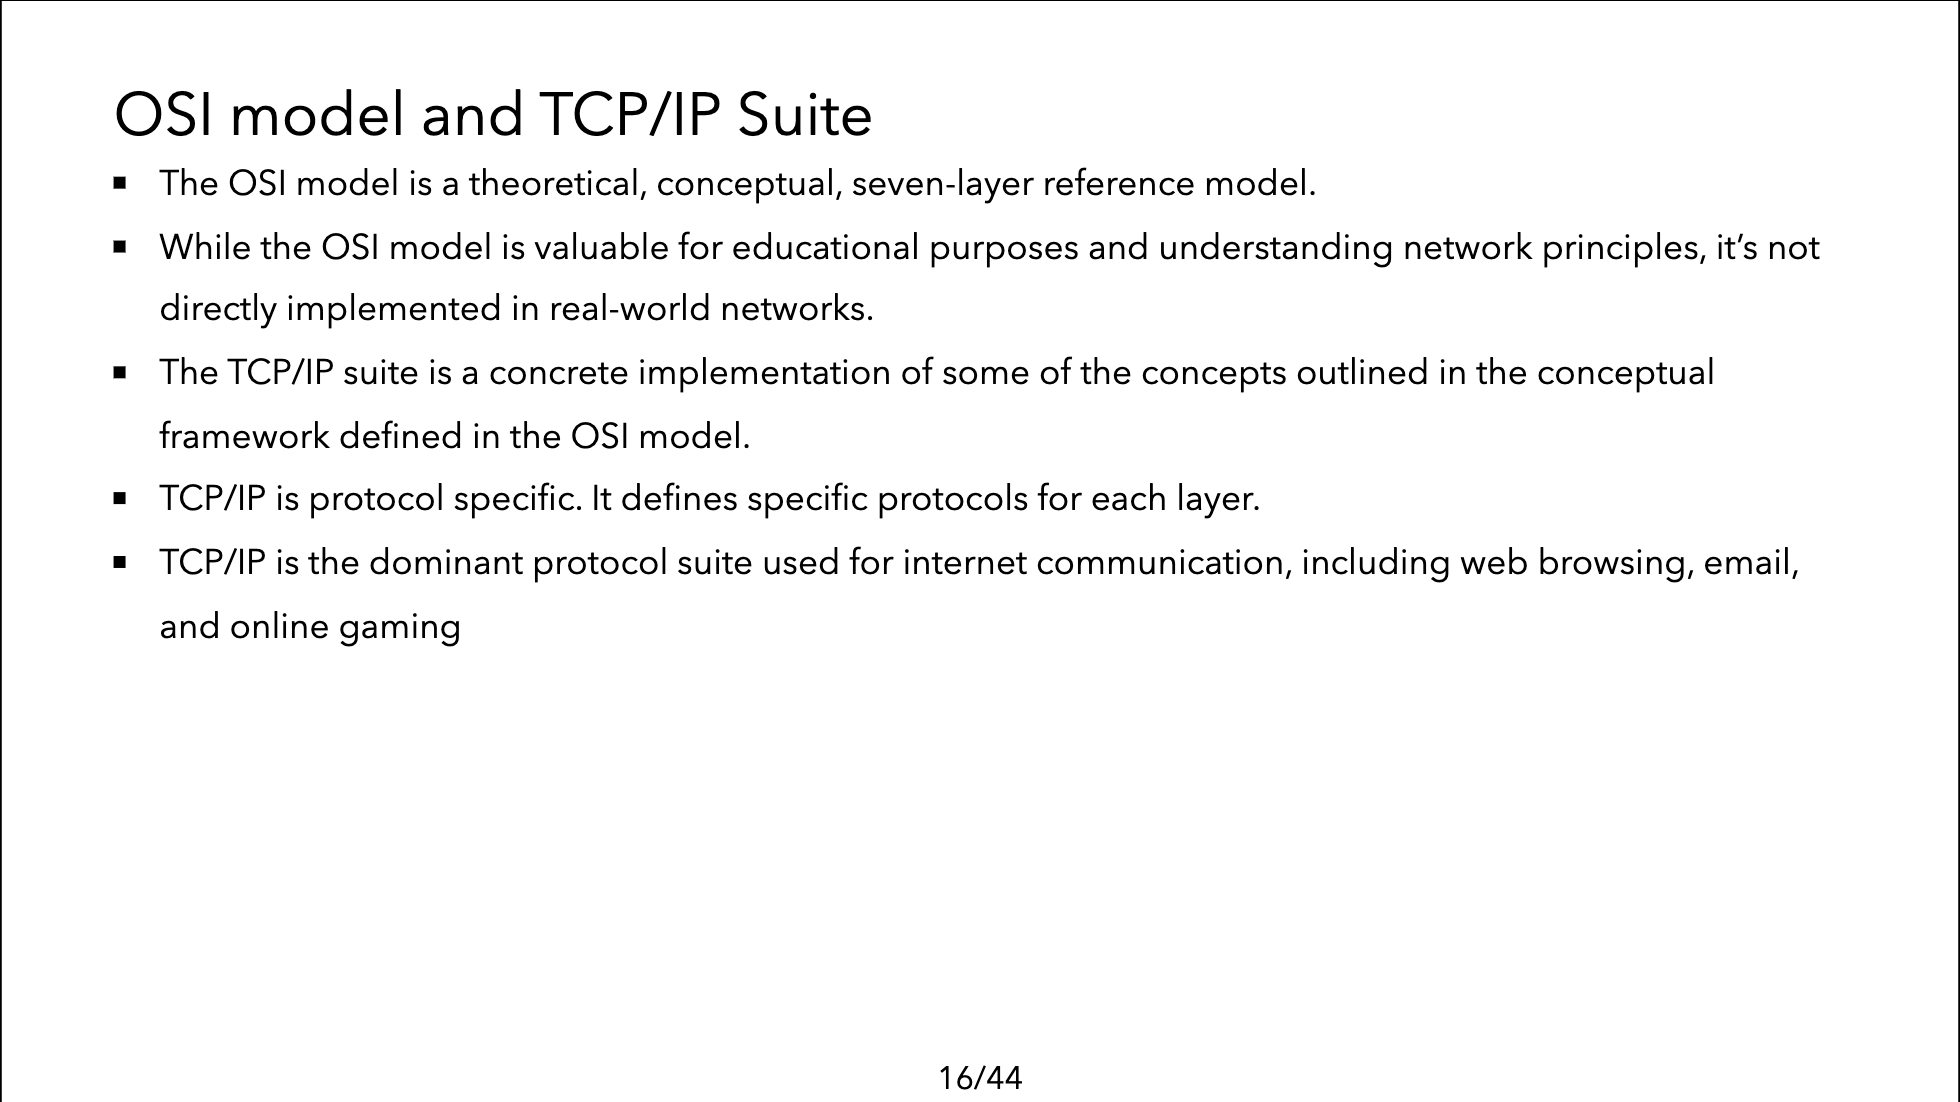 OSI model and TCP/IP Suite
▪ The OSI model is a theoretical, conceptual, seven-layer reference model.
▪ While the OSI model is valuable for educational purposes and understanding network principles, it’s not
directly implemented in real-world networks.
▪ The TCP/IP suite is a concrete implementation of some of the concepts outlined in the conceptual
framework defined in the OSI model.
▪ TCP/IP is protocol specific. It defines specific protocols for each layer.
▪ TCP/IP is the dominant protocol suite used for internet communication, including web browsing, email,
and online gaming
16/44